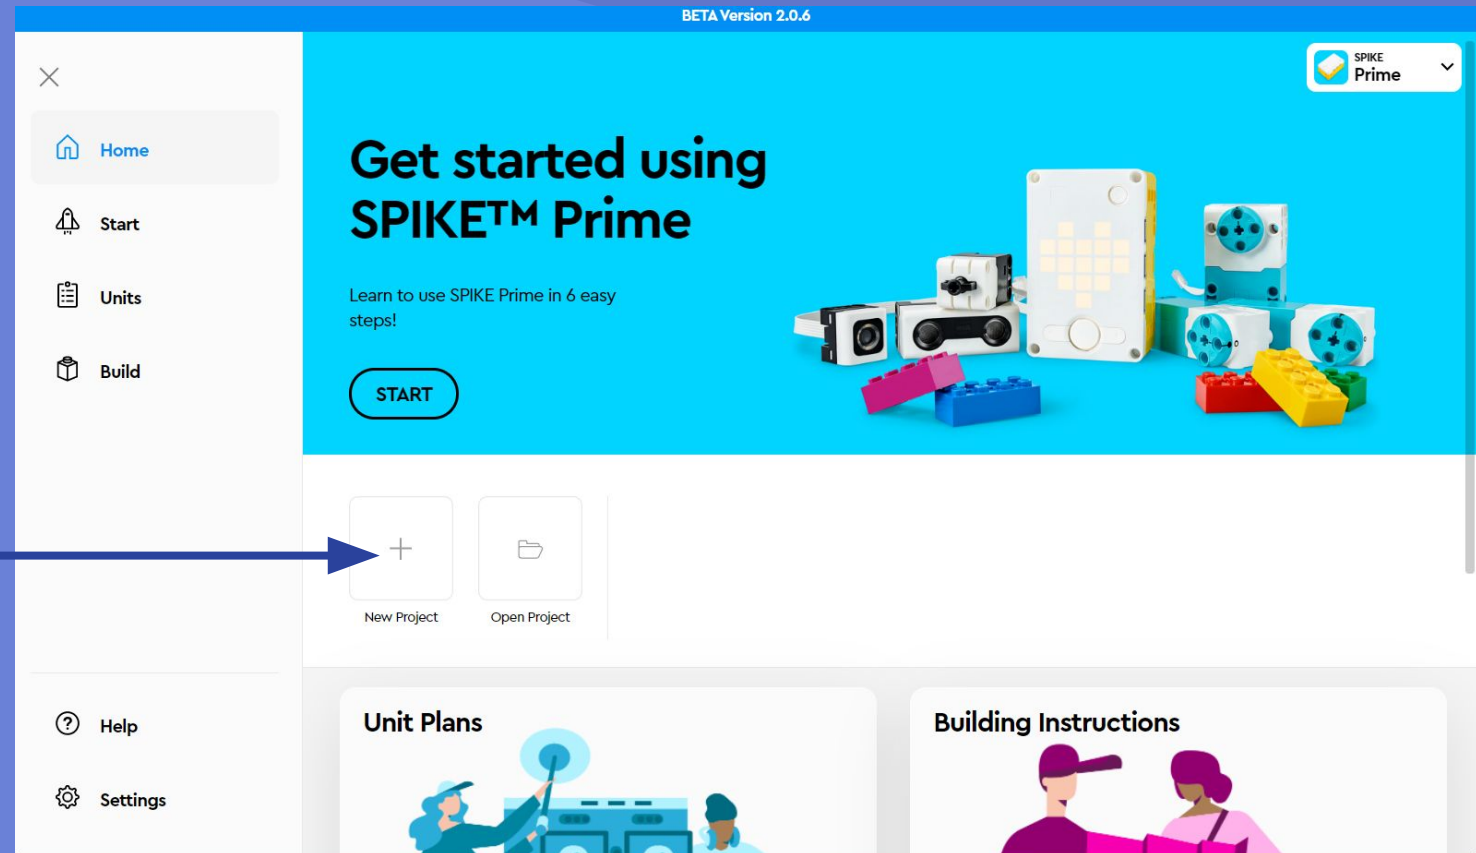 BETA Version 2.0.6
SPIKE
Prime
Home
Start
Units
Build
Get started using
SPIKE™ Prime
Learn to use SPIKE Prime in 6 easy
steps!
START
New Project
Open Project
Help
Settings
Unit Plans
Building Instructions